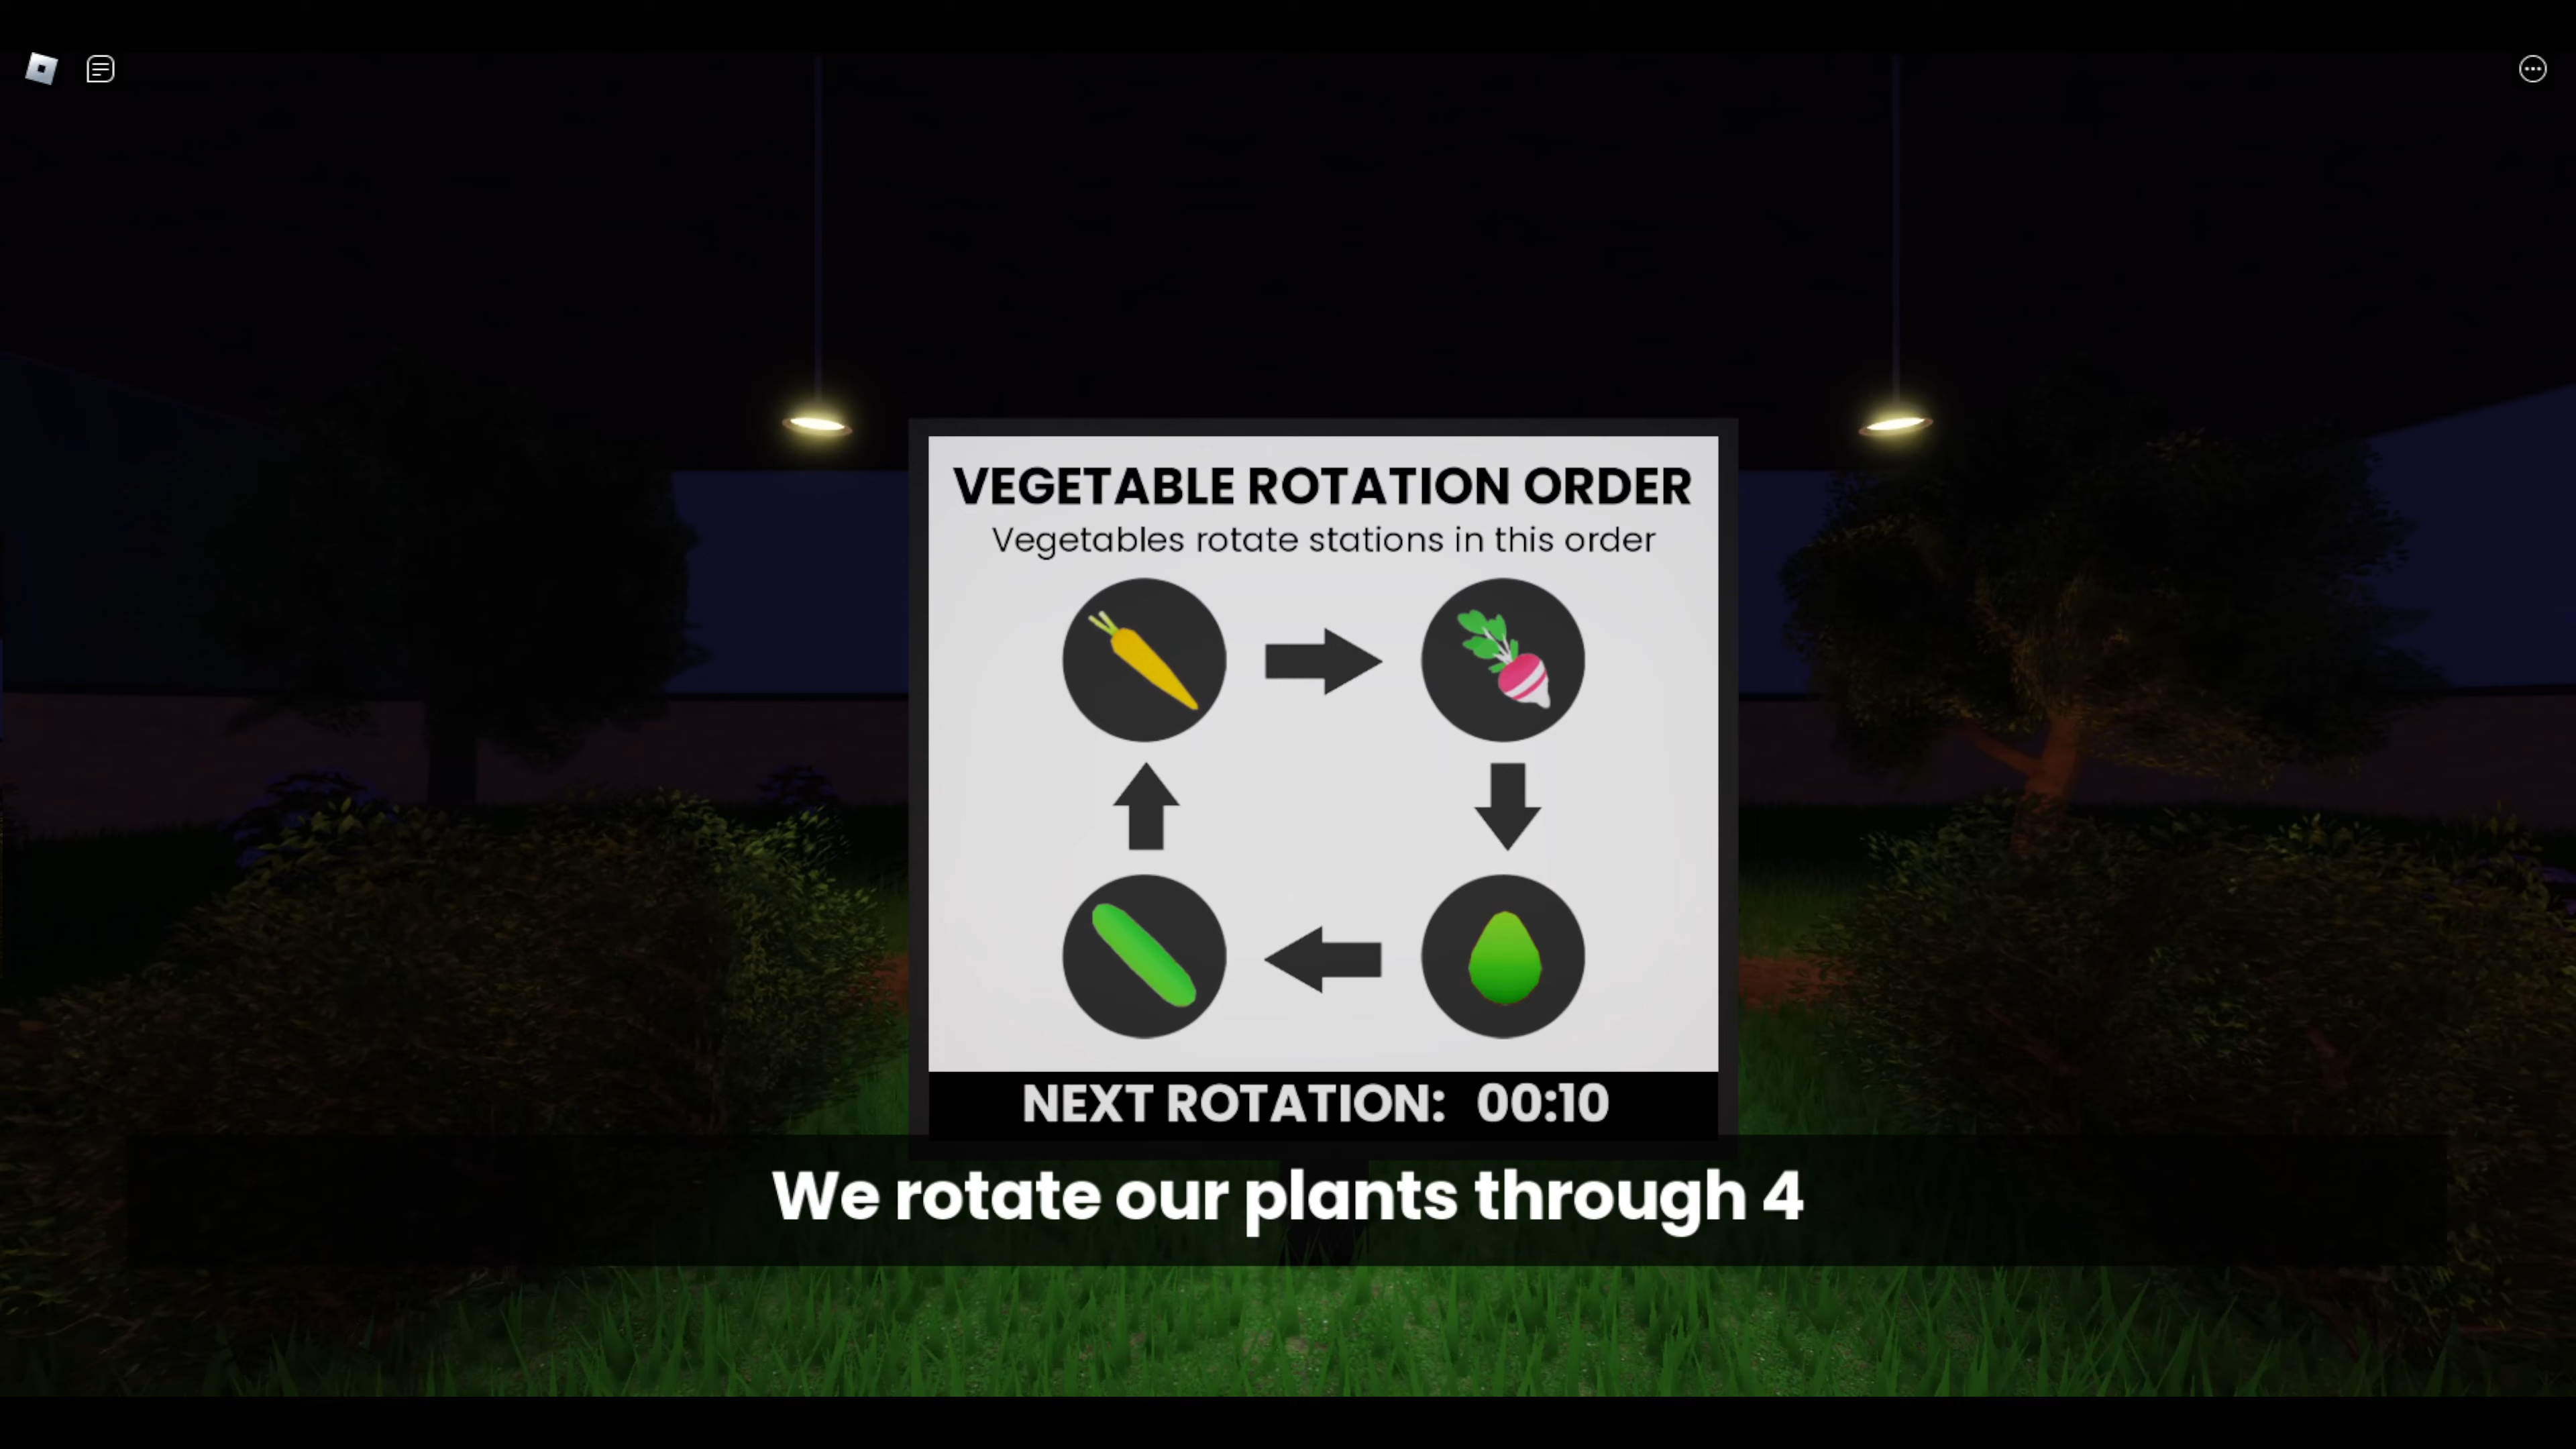 VEGETABLE ROTATION ORDER
Vegetables rotate stations in this order
NEXT ROTATION: 00:10
We rotate our plants through 4